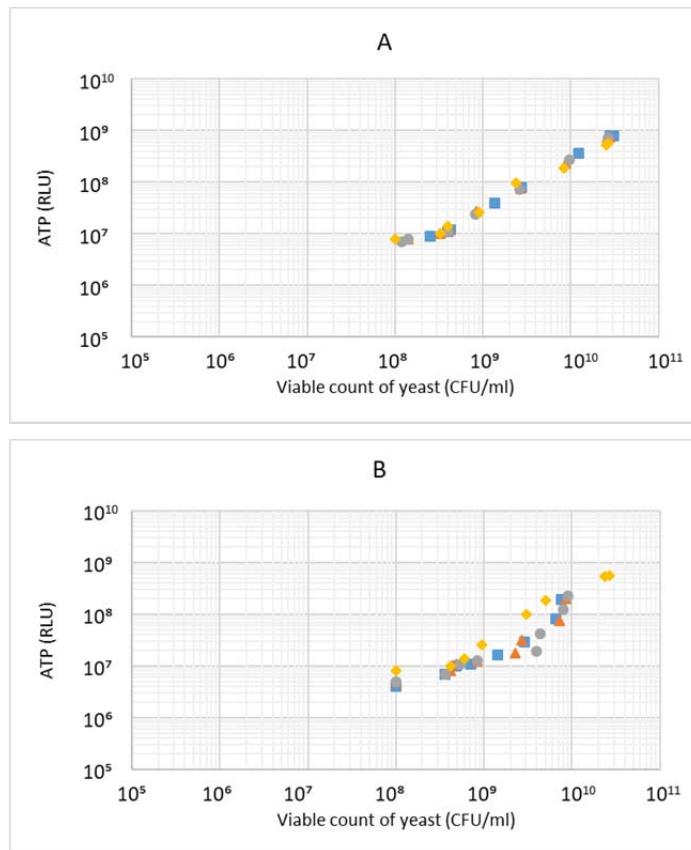 A
10¹⁰
10⁹
10⁸
10⁷
10⁶
10⁵
ATP (RLU)
10⁵ 10⁶ 10⁷ 10⁸ 10⁹ 10¹⁰ 10¹¹
Viable count of yeast (CFU/ml)
B
10¹⁰
10⁹
10⁸
10⁷
10⁶
10⁵
ATP (RLU)
10⁵ 10⁶ 10⁷ 10⁸ 10⁹ 10¹⁰ 10¹¹
Viable count of yeast (CFU/ml)